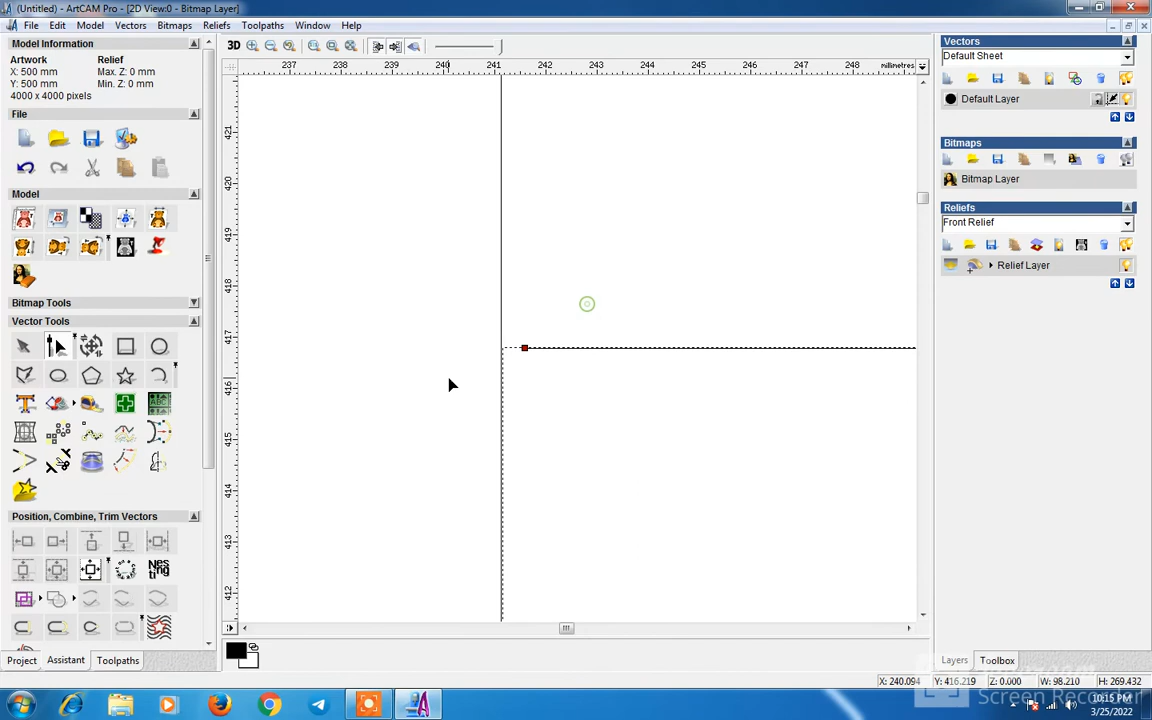 (Untitled) - ArtCAM Pro - [2D View:0 - Bitmap Layer]
File Edit Model Vectors Bitmaps Reliefs Toolpaths Window Help
Model Information
Artwork Relief
X: 500 mm Max. Z: 0 mm
Y: 500 mm Min. Z: 0 mm
4000 x 4000 pixels
File
Model
Bitmap Tools
Vector Tools
Position, Combine, Trim Vectors
Project Assistant Toolpaths
3D
237 238 239 240 241 242 243 244 245 246 247 248 millimetres
421
420
419
418
417
416
415
414
413
412
Vectors
Default Sheet
Default Layer
Bitmaps
Bitmap Layer
Reliefs
Front Relief
Relief Layer
Layers Toolbox
X: 240.094 Y: 416.219 Z: 0.000 W: 98.210 H: 269.432
Screen Recorder
10:15 PM
3/25/2022